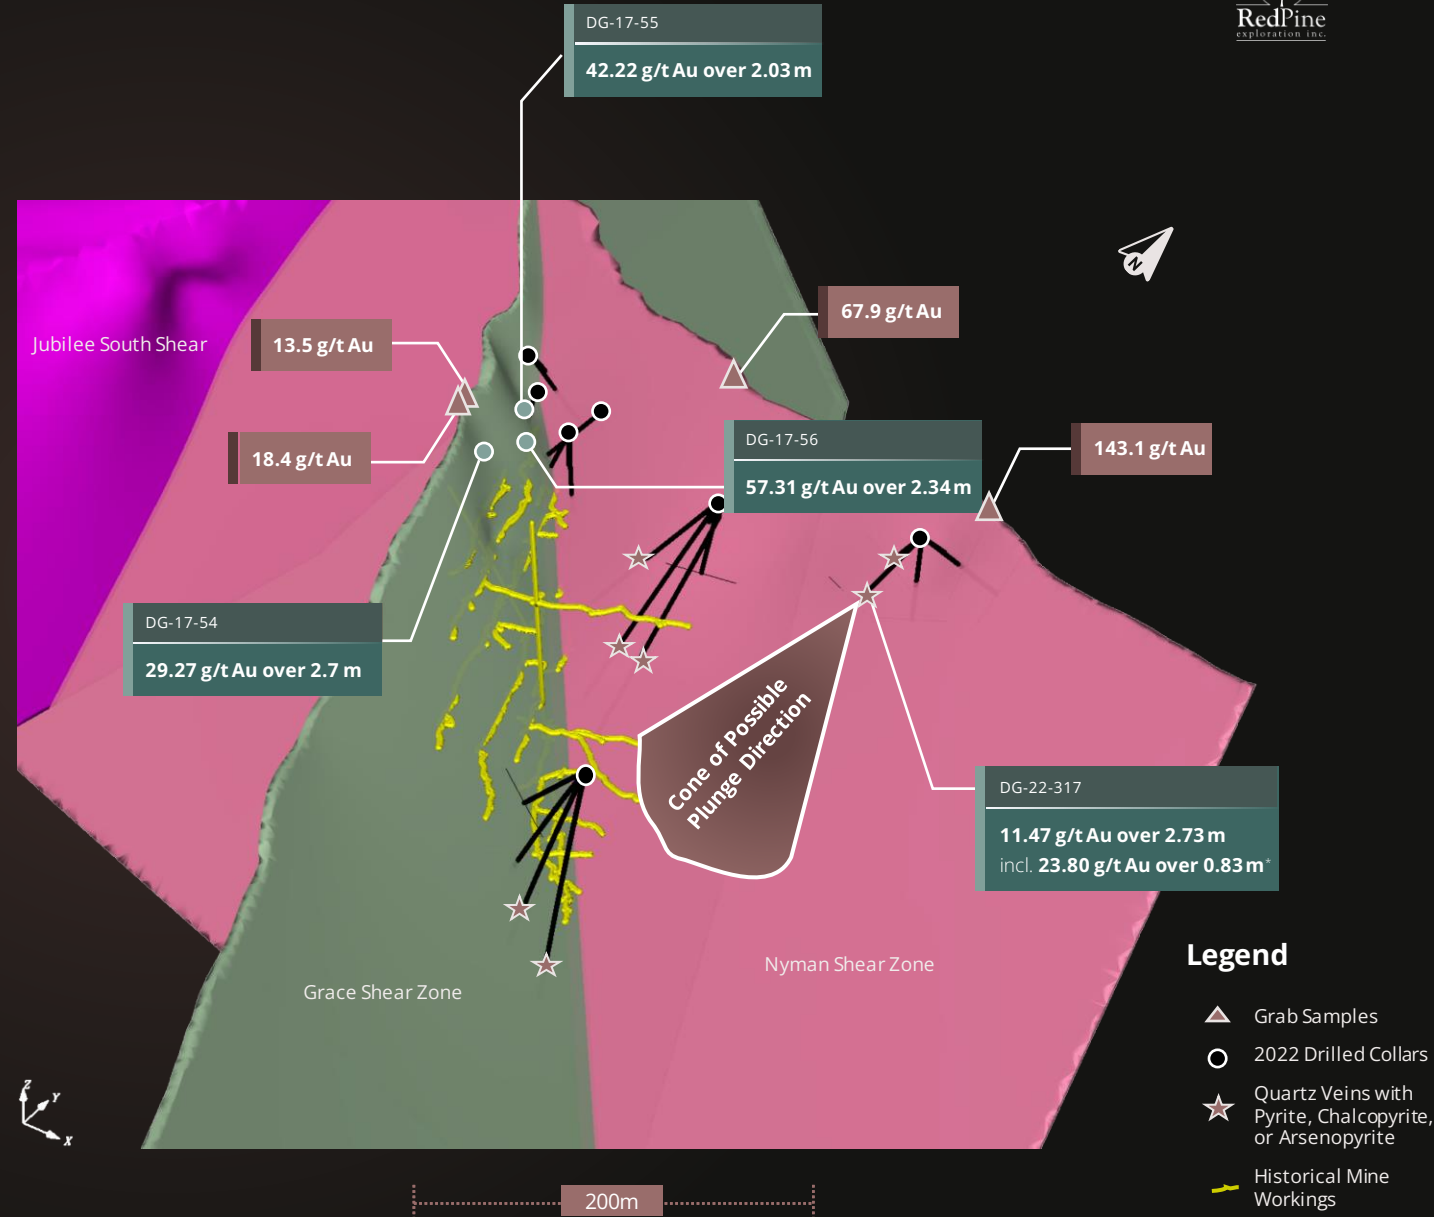 DG-17-55
42.22 g/t Au over 2.03 m
RedPine
exploration inc.
N
67.9 g/t Au
Jubilee South Shear
13.5 g/t Au
18.4 g/t Au
DG-17-56
57.31 g/t Au over 2.34 m
143.1 g/t Au
DG-17-54
29.27 g/t Au over 2.7 m
Cone of Possible
Plunge Direction
DG-22-317
11.47 g/t Au over 2.73 m
incl. 23.80 g/t Au over 0.83 m*
Nyman Shear Zone
Grace Shear Zone
Legend
Grab Samples
2022 Drilled Collars
Quartz Veins with
Pyrite, Chalcopyrite,
or Arsenopyrite
Historical Mine
Workings
Z
Y
X
200m